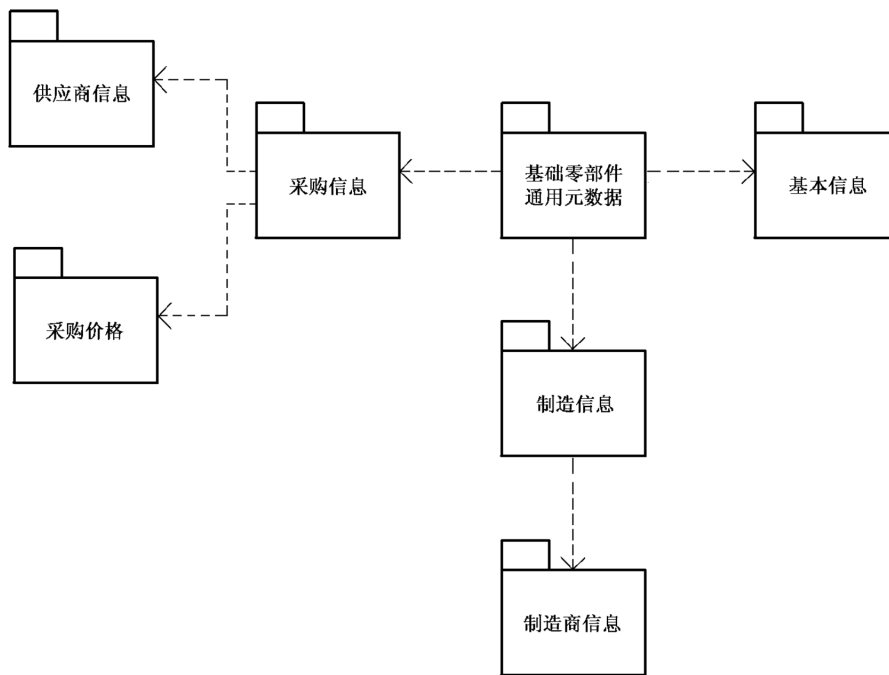 供应商信息
采购信息
基础零部件
通用元数据
基本信息
采购价格
制造信息
制造商信息